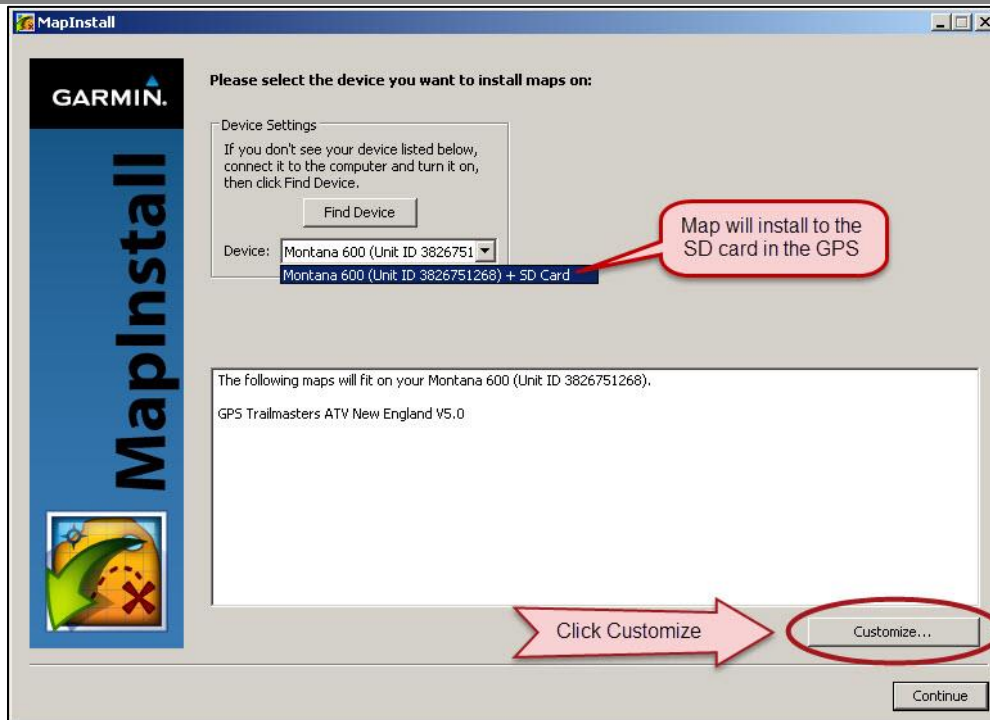 MapInstall
GARMIN.
MapInstall
Please select the device you want to install maps on:
Device Settings
If you don't see your device listed below,
connect it to the computer and turn it on,
then click Find Device.
Find Device
Device: Montana 600 (Unit ID 3826751
Montana 600 (Unit ID 3826751268) + SD Card
Map will install to the
SD card in the GPS
The following maps will fit on your Montana 600 (Unit ID 3826751268).
GPS Trailmasters ATV New England V5.0
Click Customize
Customize...
Continue